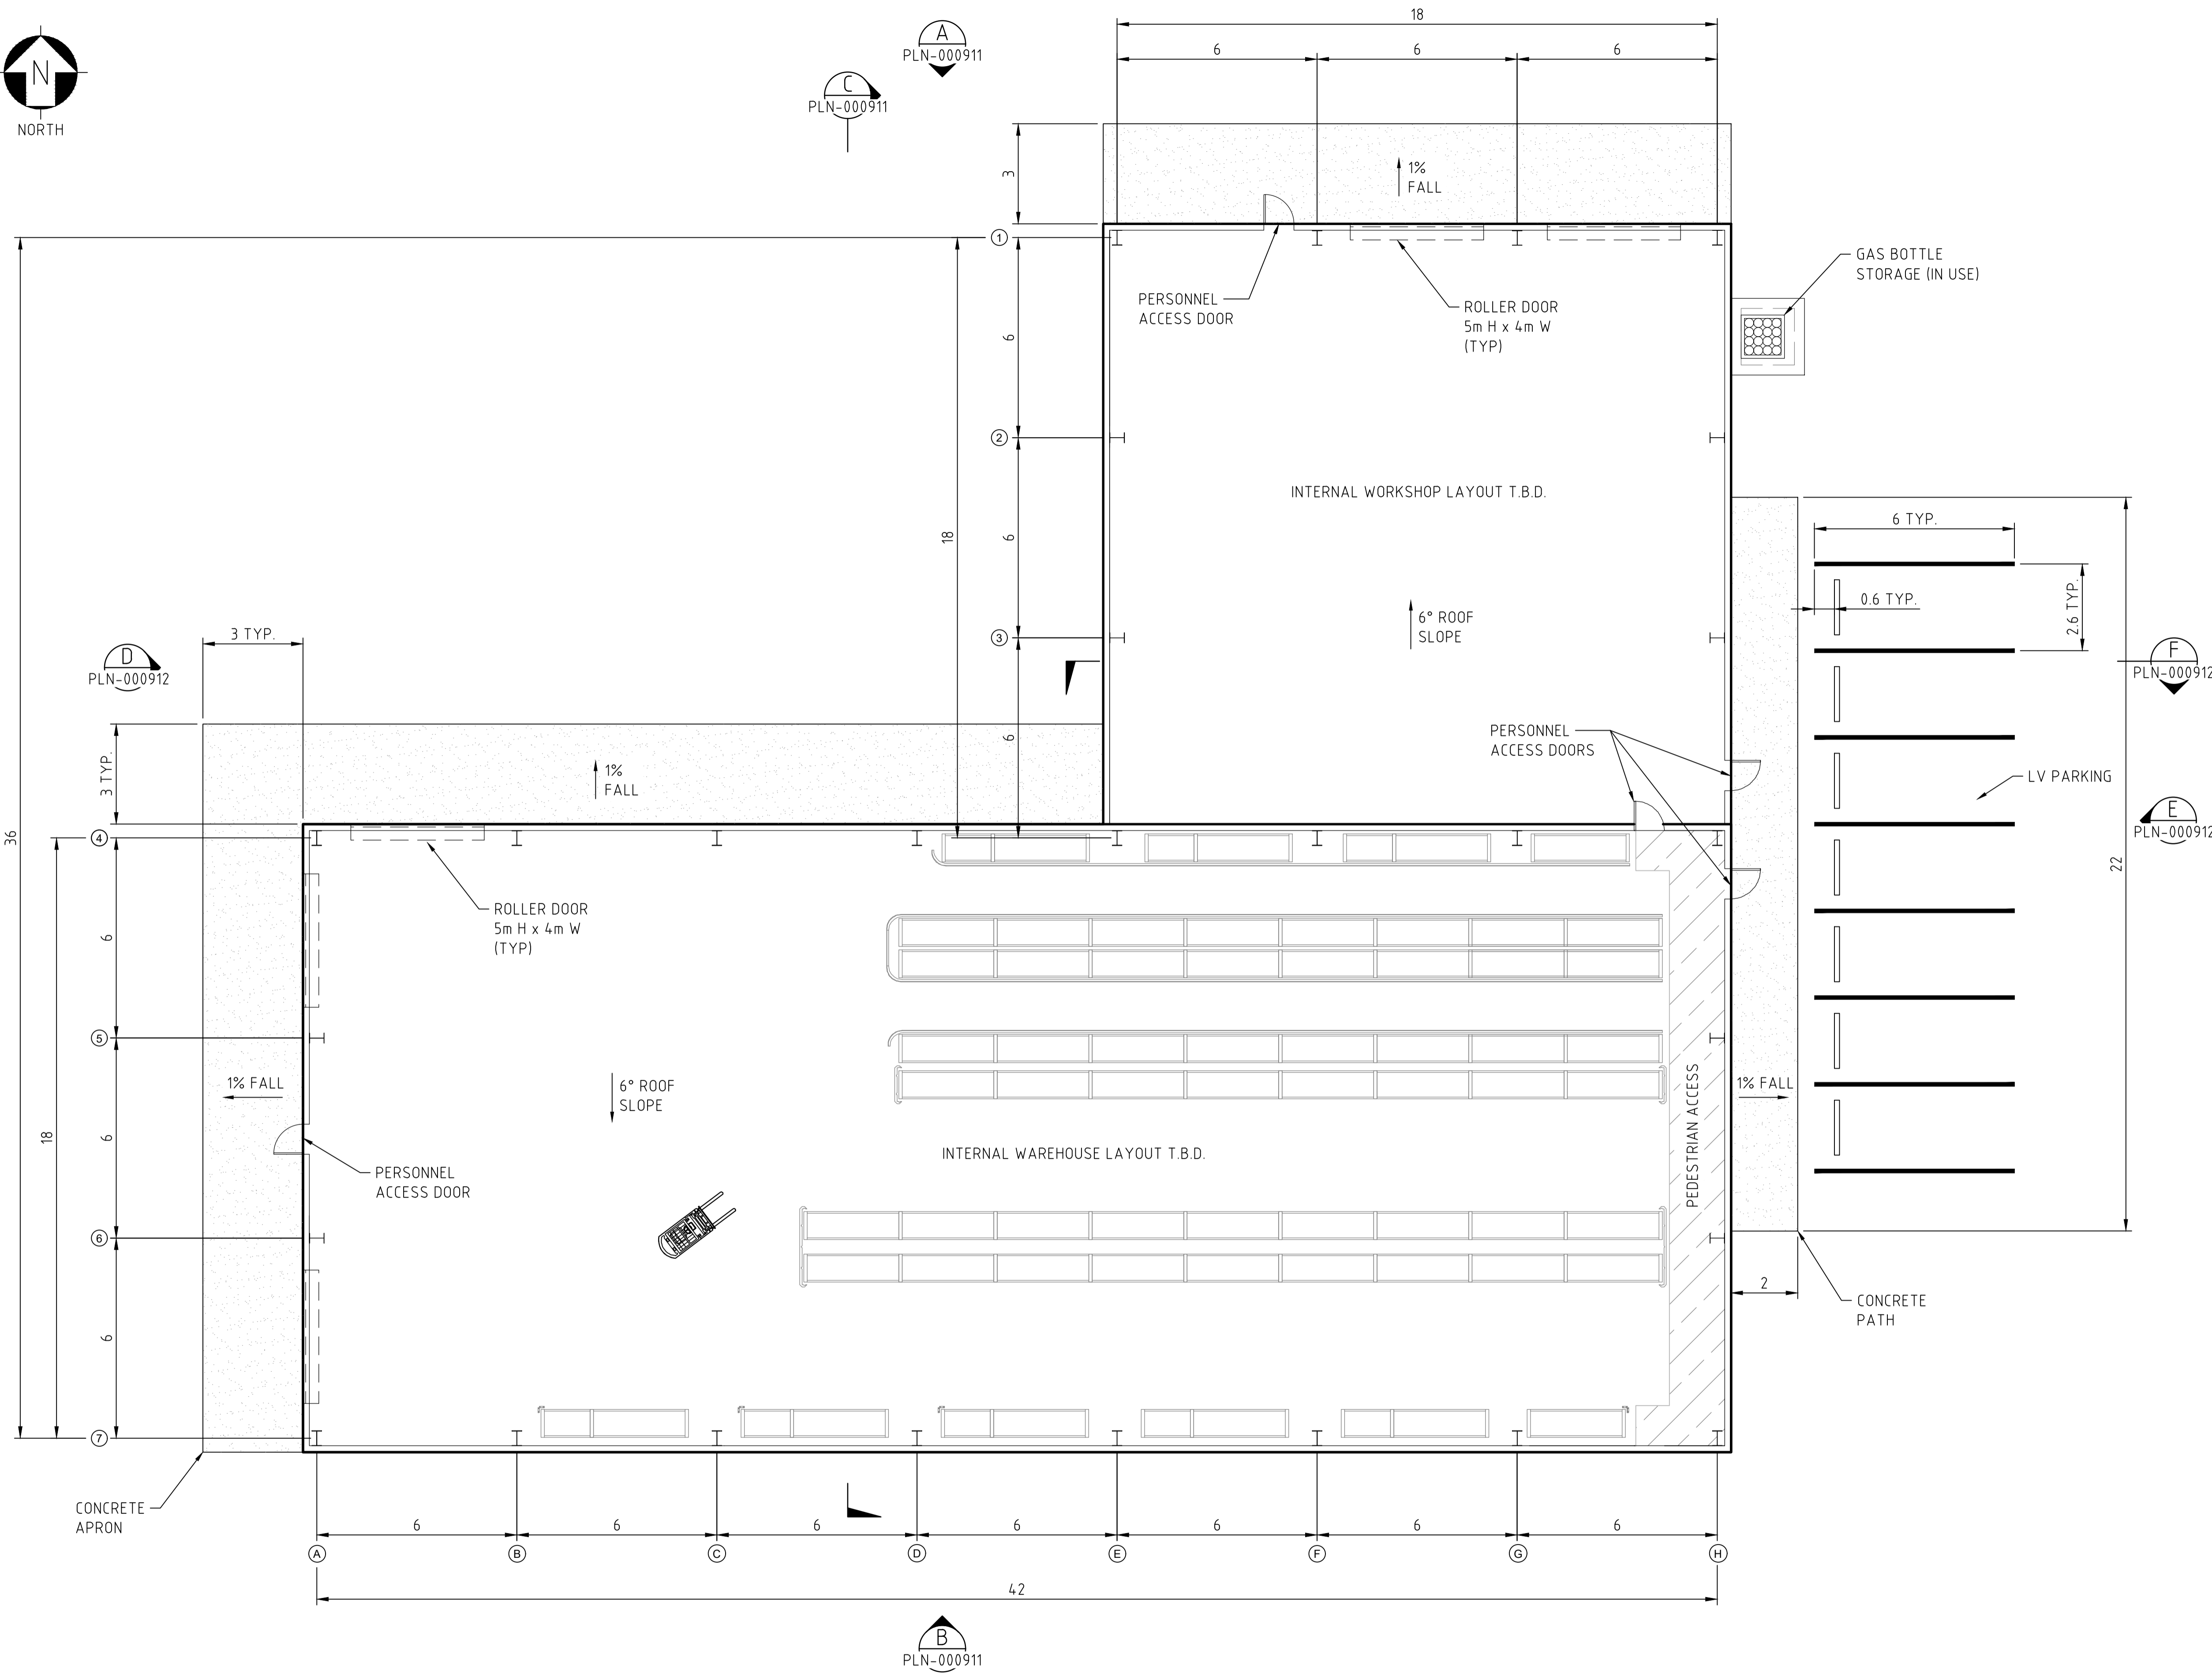 18
A
PLN-000911
6
6
6
C
PLN-000911
N
NORTH
3
1%
FALL
1
GAS BOTTLE
STORAGE (IN USE)
PERSONNEL
ACCESS DOOR
ROLLER DOOR
5m H x 4m W
(TYP)
6
2
INTERNAL WORKSHOP LAYOUT T.B.D.
6 TYP.
18
6
0.6 TYP.
2.6 TYP.
6° ROOF
SLOPE
3
3 TYP.
D
PLN-000912
F
PLN-000912
PERSONNEL
ACCESS DOORS
6
3 TYP.
1%
FALL
LV PARKING
E
PLN-000912
36
4
22
ROLLER DOOR
5m H x 4m W
(TYP)
6
5
1% FALL
6° ROOF
SLOPE
PEDESTRIAN ACCESS
1% FALL
18
6
INTERNAL WAREHOUSE LAYOUT T.B.D.
PERSONNEL
ACCESS DOOR
6
2
CONCRETE
PATH
6
7
CONCRETE
APRON
6
6
6
6
6
6
6
A
B
C
D
E
F
G
H
42
B
PLN-000911